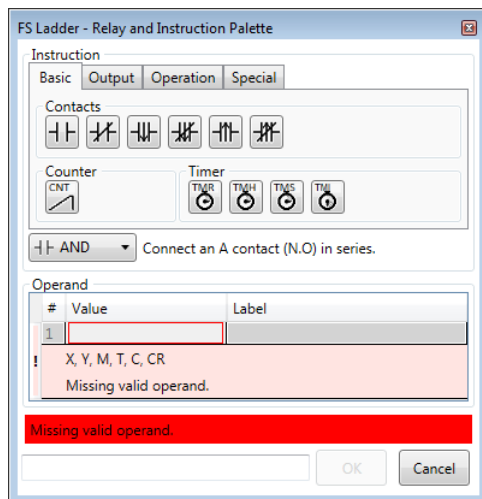 FS Ladder - Relay and Instruction Palette
Instruction
Basic Output Operation Special
Contacts
Counter Timer
CNT TMR TMH TMS TMI
AND Connect an A contact (N.O) in series.
Operand
# Value Label
1
! X, Y, M, T, C, CR
Missing valid operand.
Missing valid operand.
OK Cancel